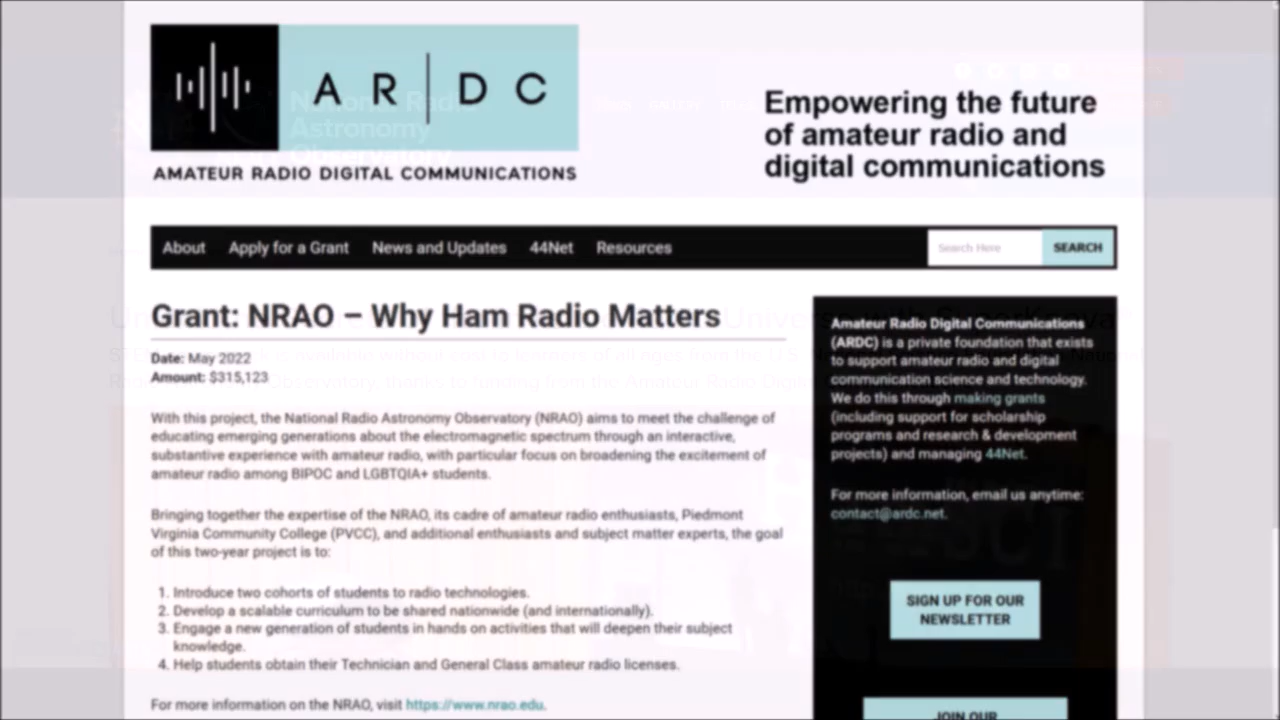 A R D C
AMATEUR RADIO DIGITAL COMMUNICATIONS
Empowering the future
of amateur radio and
digital communications
National Radio
Astronomy
Observatory
About Apply for a Grant News and Updates 44Net Resources
Search Here SEARCH
Grant: NRAO – Why Ham Radio Matters
Date: May 2022
Amount: $315,123
With this project, the National Radio Astronomy Observatory (NRAO) aims to meet the challenge of
educating emerging generations about the electromagnetic spectrum through an interactive,
substantive experience with amateur radio, with particular focus on broadening the excitement of
amateur radio among BIPOC and LGBTQIA+ students.
Bringing together the expertise of the NRAO, its cadre of amateur radio enthusiasts, Piedmont
Virginia Community College (PVCC), and additional enthusiasts and subject matter experts, the goal
of this two-year project is to:
1. Introduce two cohorts of students to radio technologies.
2. Develop a scalable curriculum to be shared nationwide (and internationally).
3. Engage a new generation of students in hands on activities that will deepen their subject
knowledge.
4. Help students obtain their Technician and General Class amateur radio licenses.
For more information on the NRAO, visit https://www.nrao.edu.
Amateur Radio Digital Communications
(ARDC) is a private foundation that exists
to support amateur radio and digital
communication science and technology.
We do this through making grants
(including support for scholarship
programs and research & development
projects) and managing 44Net.
For more information, email us anytime:
contact@ardc.net.
SIGN UP FOR OUR
NEWSLETTER
JOIN OUR